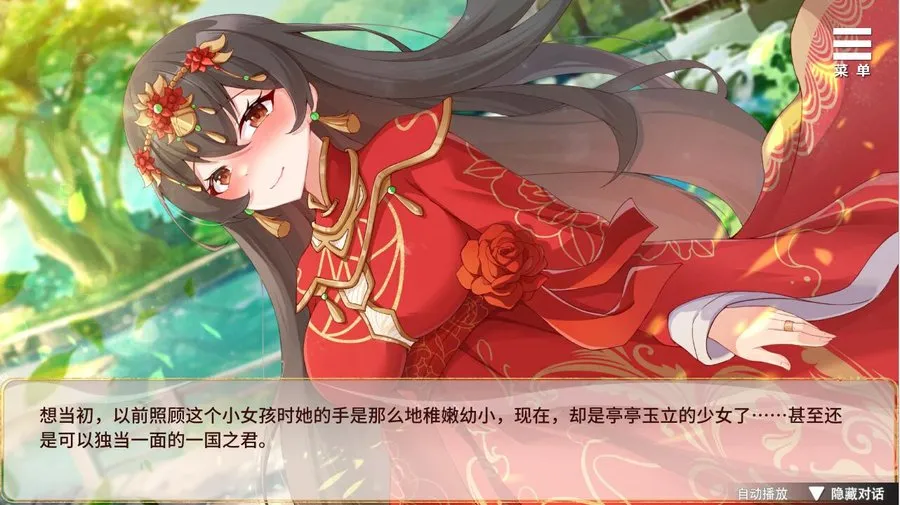 菜单
想当初，以前照顾这个小女孩时她的手是那么地稚嫩幼小，现在，却是亭亭玉立的少女了……甚至还
是可以独当一面的一国之君。
自动播放 ▼ 隐藏对话